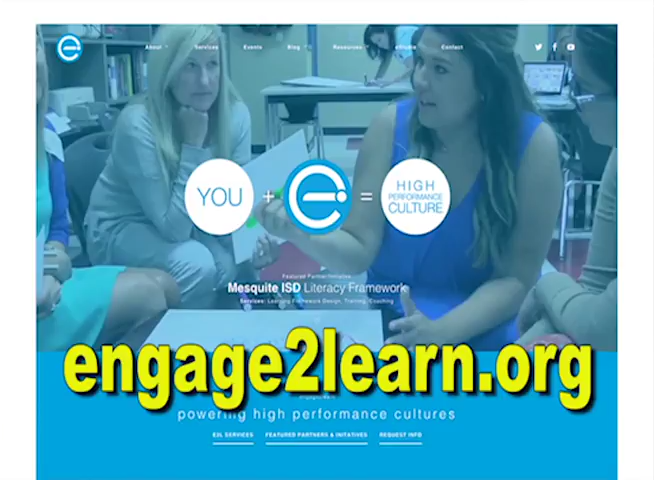 e
About Services Events Blog Resources eStudio Contact
YOU + e = HIGH
PERFORMANCE
CULTURE
Featured Partner/Initiative
Mesquite ISD Literacy Framework
Services: Learning Framework Design, Training, Coaching
engage2learn.org
powering high performance cultures
E2L SERVICES FEATURED PARTNERS & INITIATIVES REQUEST INFO